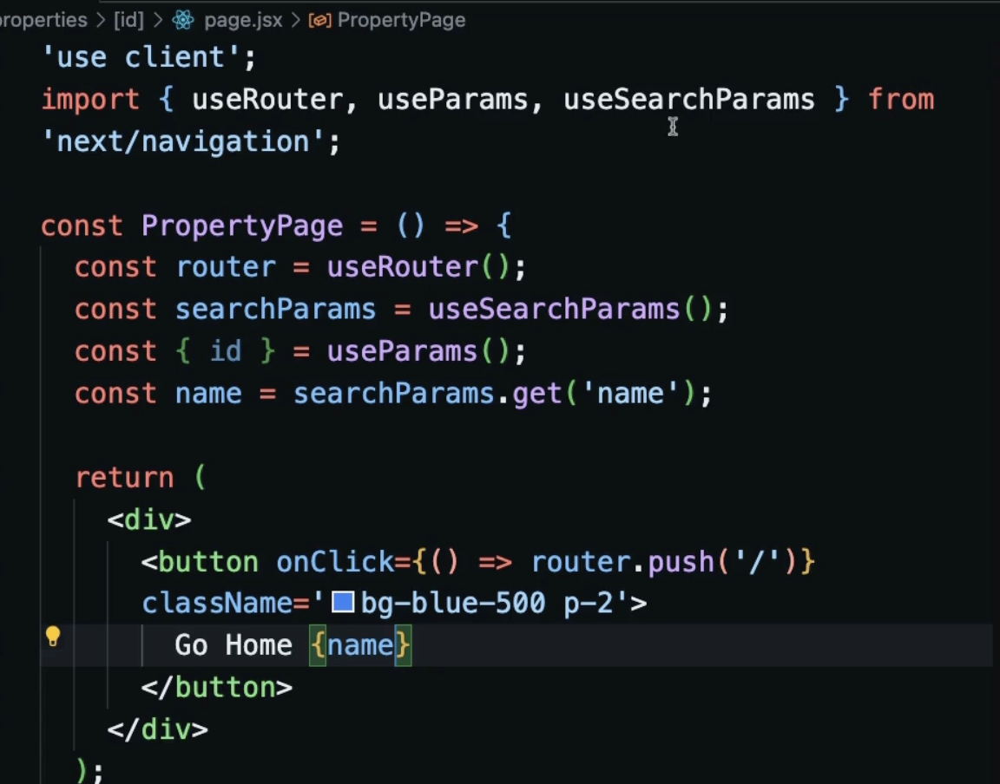 properties > [id] > page.jsx > PropertyPage
'use client';
import { useRouter, useParams, useSearchParams } from
'next/navigation';
const PropertyPage = () => {
const router = useRouter();
const searchParams = useSearchParams();
const { id } = useParams();
const name = searchParams.get('name');
return (
<div>
<button onClick={() => router.push('/')}
className='bg-blue-500 p-2'>
Go Home {name}
</button>
</div>
);